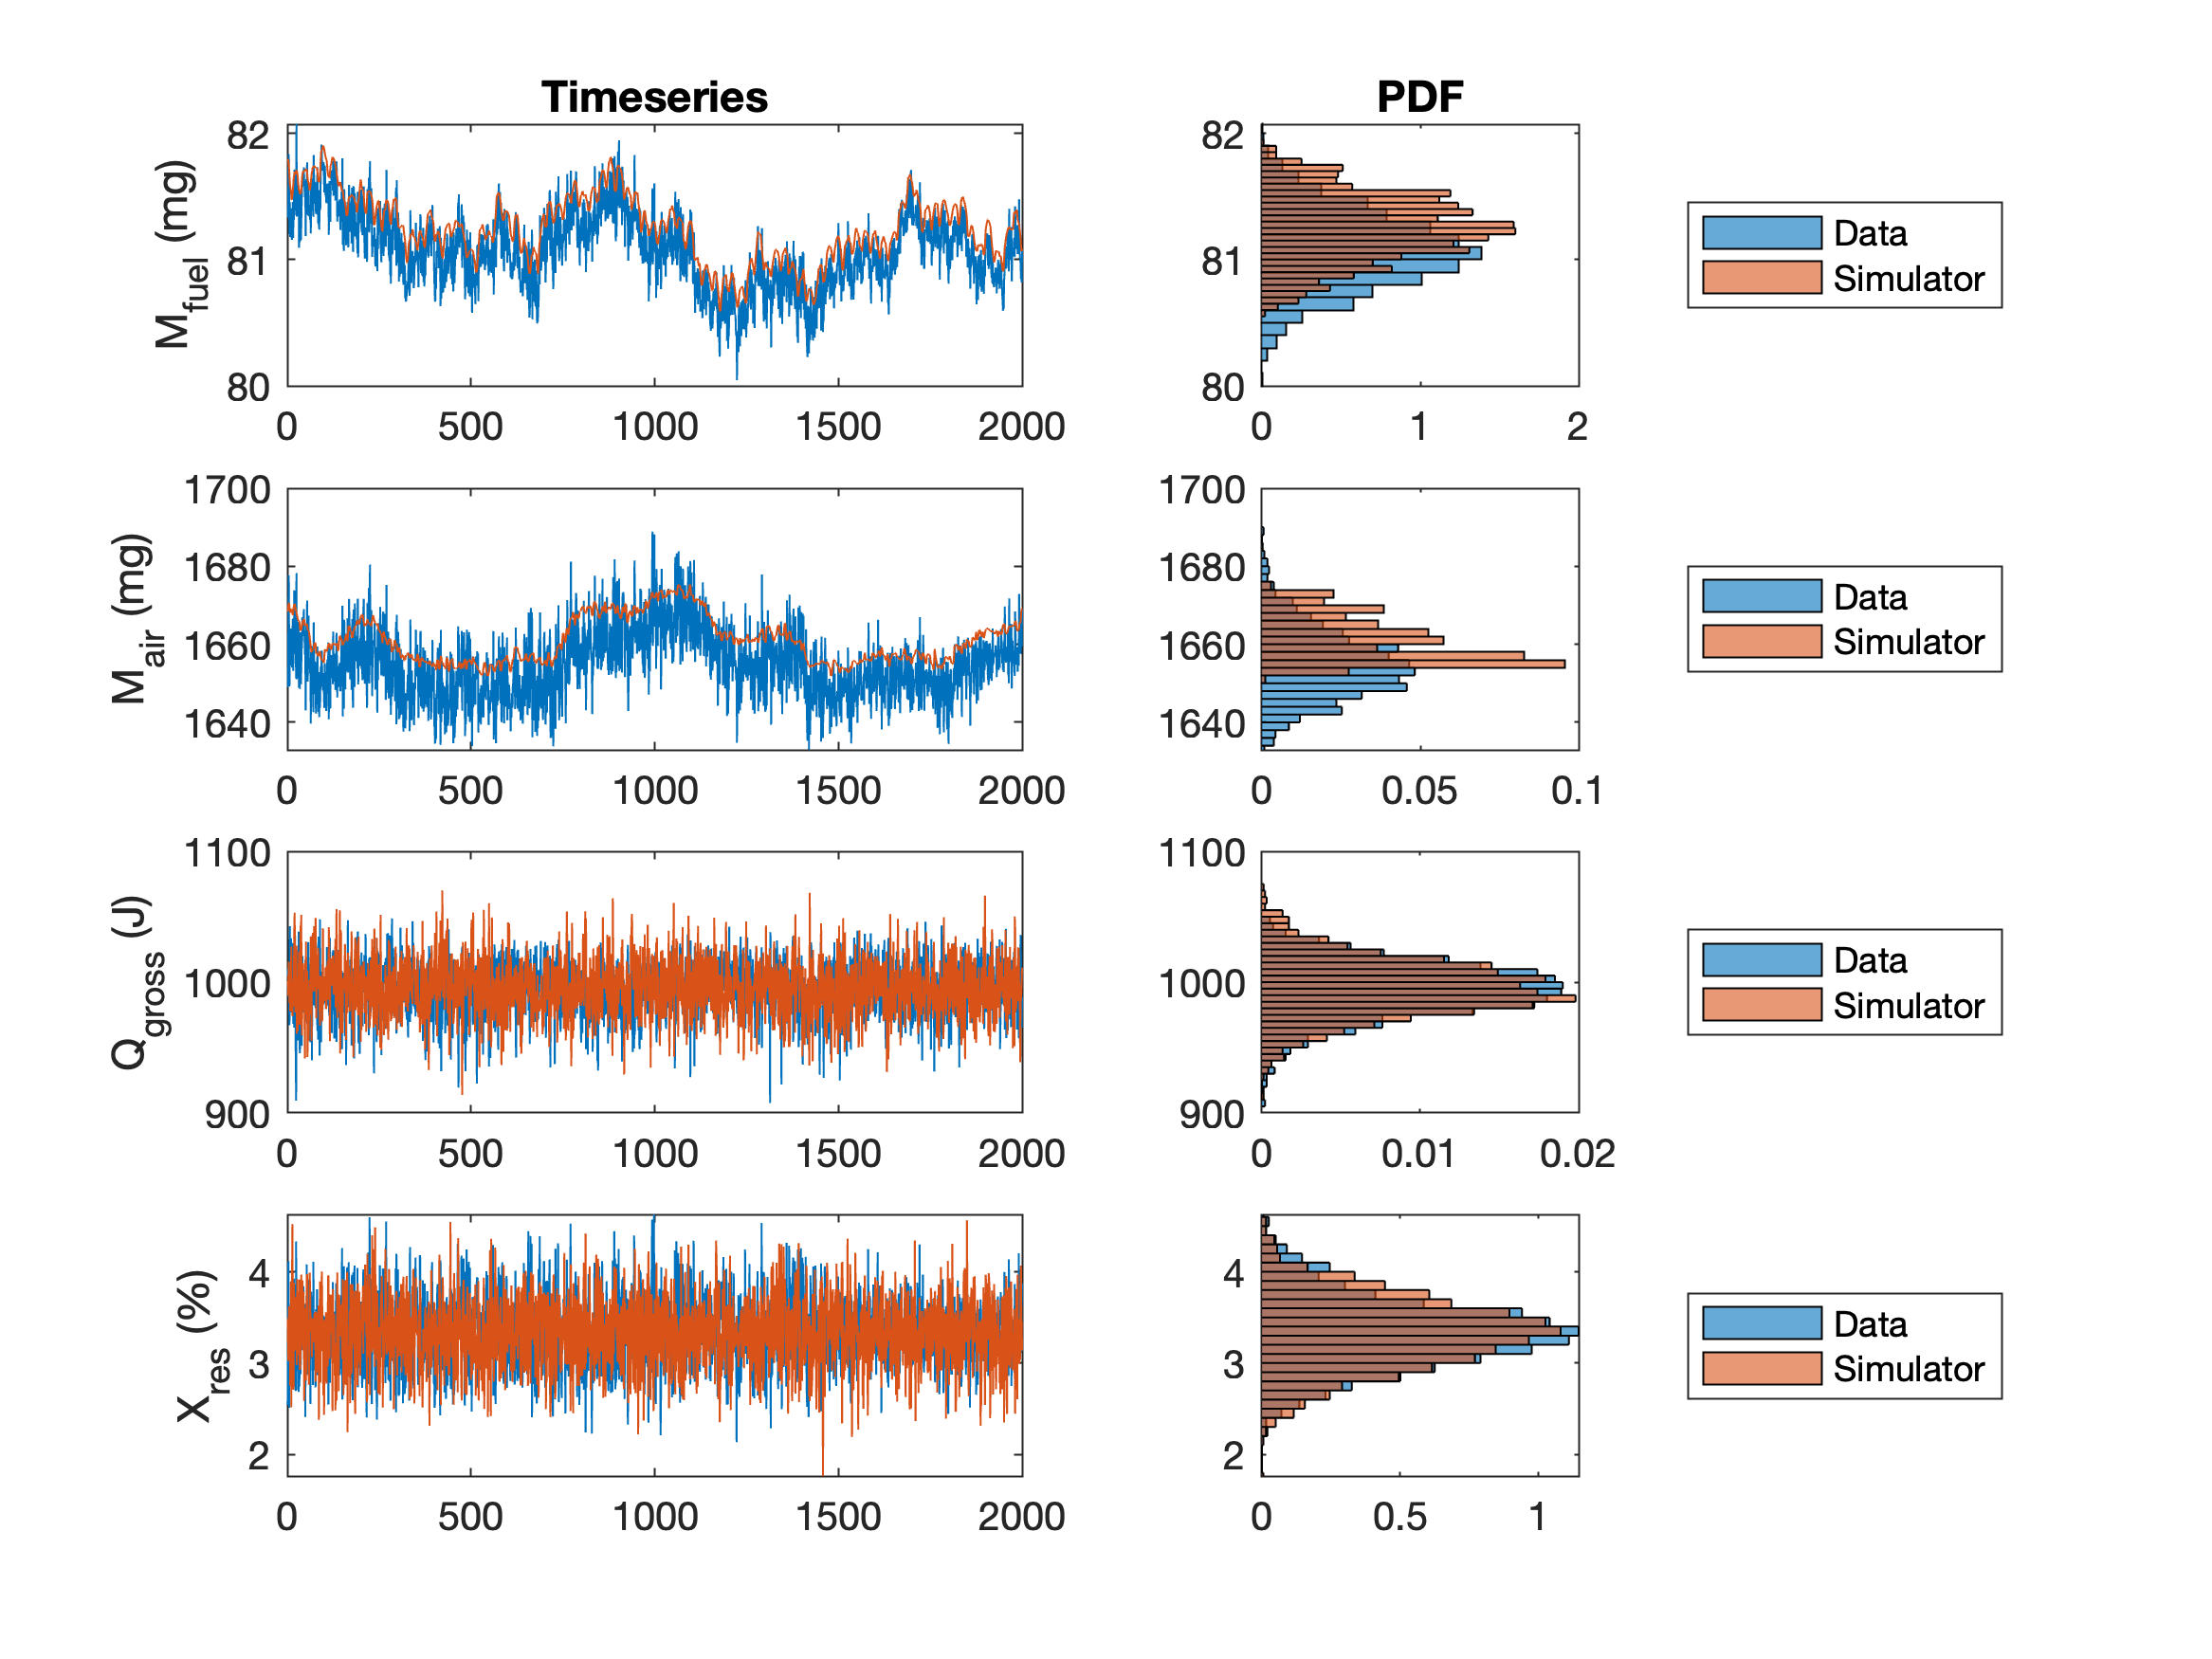 Timeseries
PDF
M_fuel (mg)
82
81
80
0 500 1000 1500 2000
82
81
80
0 1 2
Data
Simulator
M_air (mg)
1700
1680
1660
1640
0 500 1000 1500 2000
1700
1680
1660
1640
0 0.05 0.1
Data
Simulator
Q_gross (J)
1100
1000
900
0 500 1000 1500 2000
1100
1000
900
0 0.01 0.02
Data
Simulator
X_res (%)
4
3
2
0 500 1000 1500 2000
4
3
2
0 0.5 1
Data
Simulator